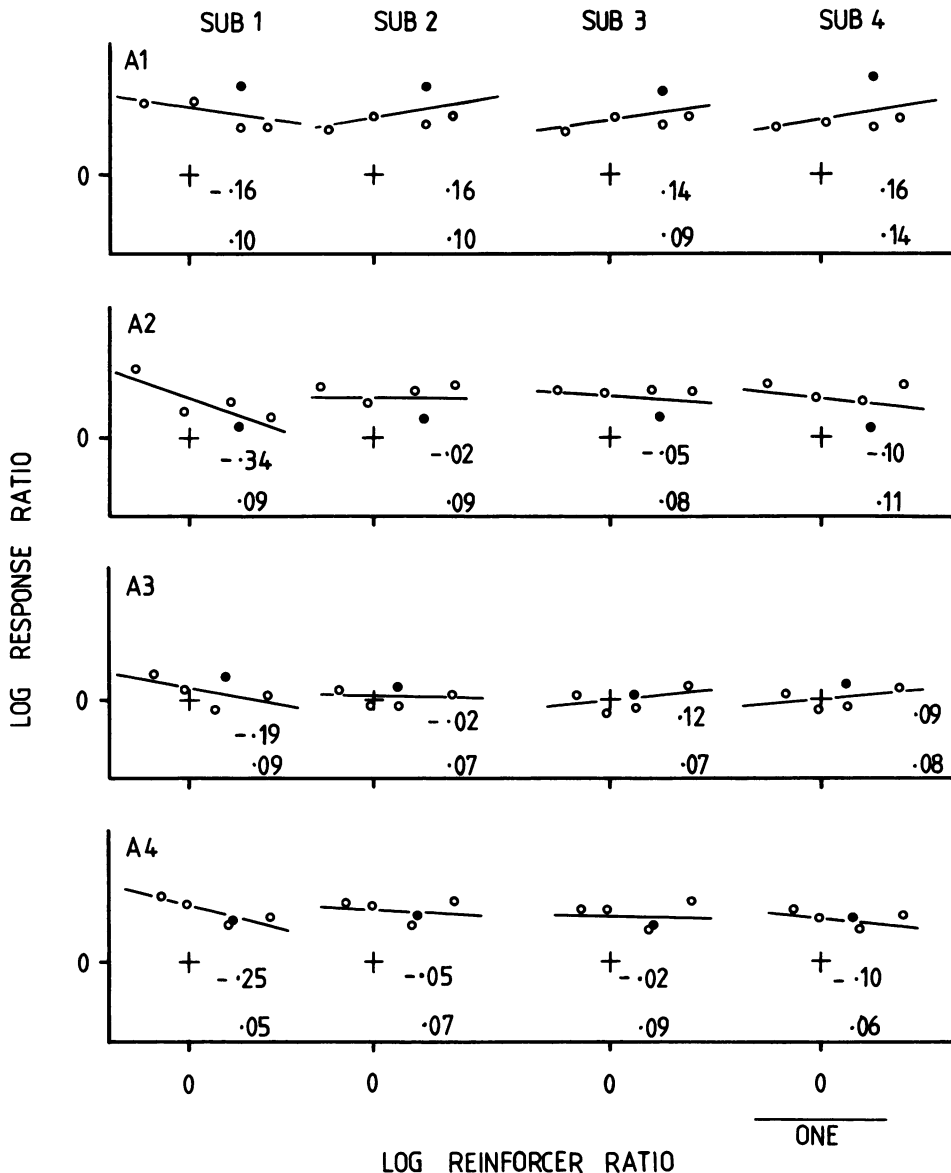 SUB 1 SUB 2 SUB 3 SUB 4
A1
0
-·16 ·16 ·14 ·16
·10 ·10 ·09 ·14
A2
0
-·34 -·02 -·05 -·10
·09 ·09 ·08 ·11
A3
0
-·19 -·02 ·12 ·09
·09 ·07 ·07 ·08
A4
0
-·25 -·05 -·02 -·10
·05 ·07 ·09 ·06
0 0 0 0
ONE
LOG RESPONSE RATIO
LOG REINFORCER RATIO